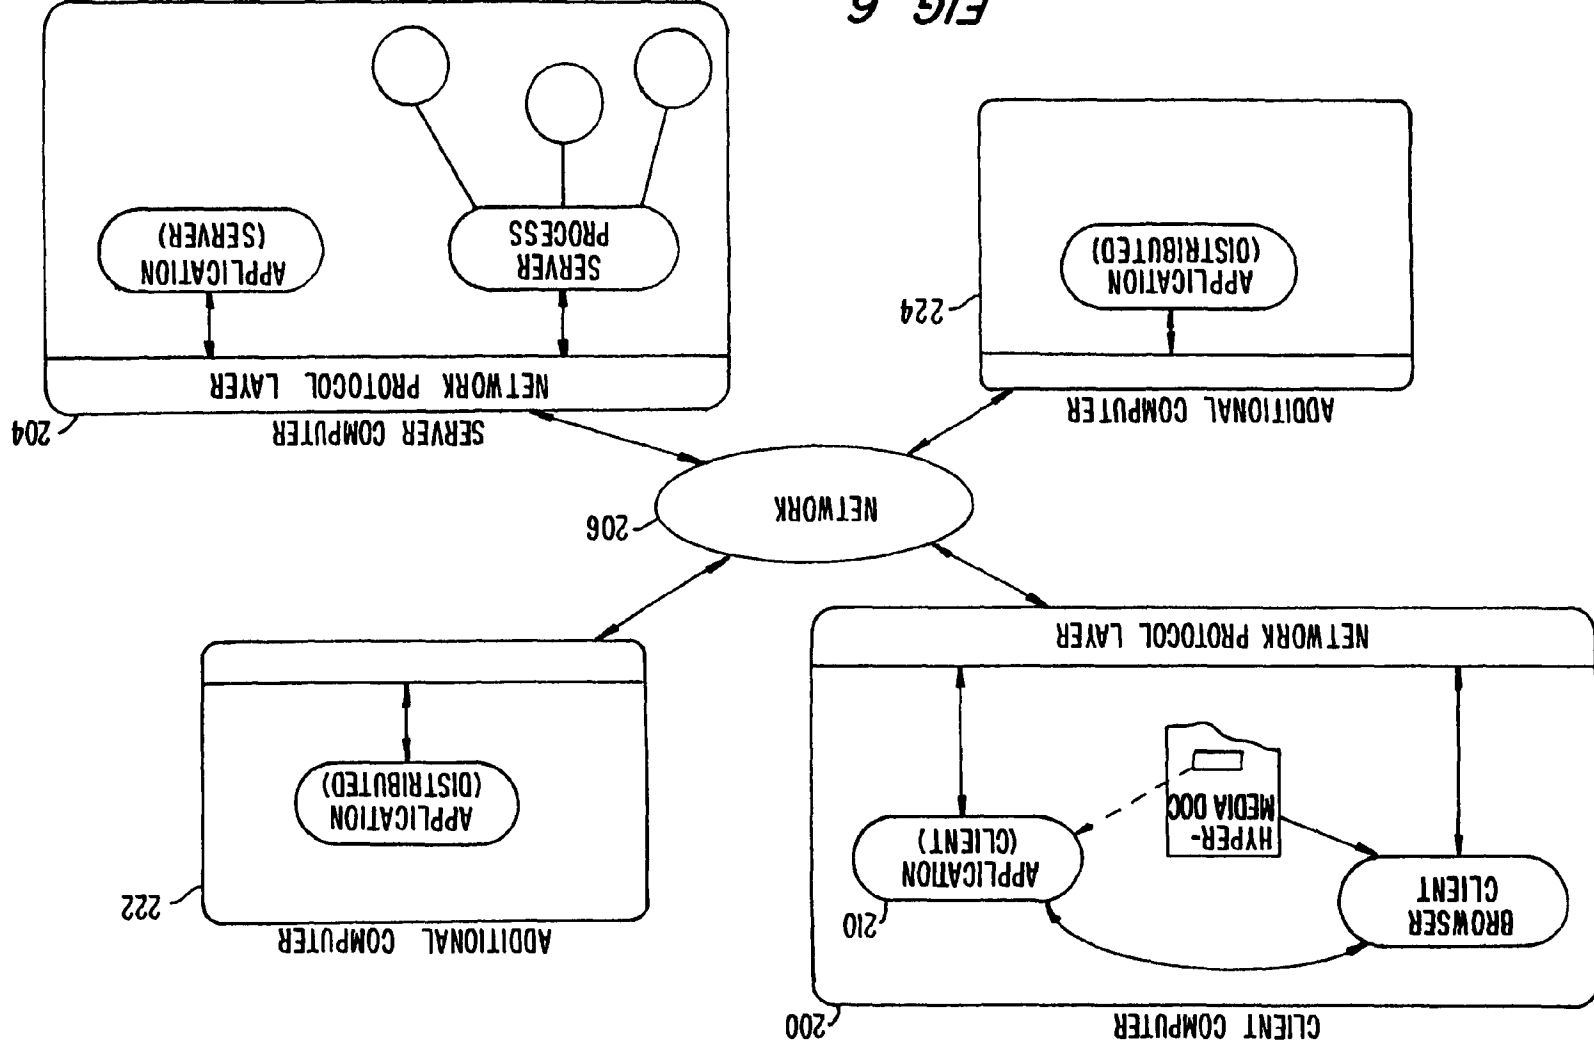 CLIENT COMPUTER
200
BROWSER
CLIENT
HYPER-
MEDIA DOC
210
APPLICATION
(CLIENT)
NETWORK PROTOCOL LAYER
ADDITIONAL COMPUTER
222
APPLICATION
(DISTRIBUTED)
NETWORK
206
ADDITIONAL COMPUTER
224
APPLICATION
(DISTRIBUTED)
SERVER COMPUTER
204
NETWORK PROTOCOL LAYER
SERVER
PROCESS
APPLICATION
(SERVER)
FIG 6